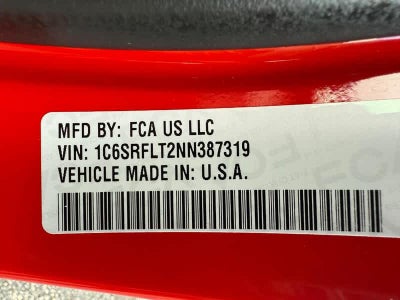 MFD BY: FCA US LLC
VIN: 1C6SRFLT2NN387319
VEHICLE MADE IN: U.S.A.